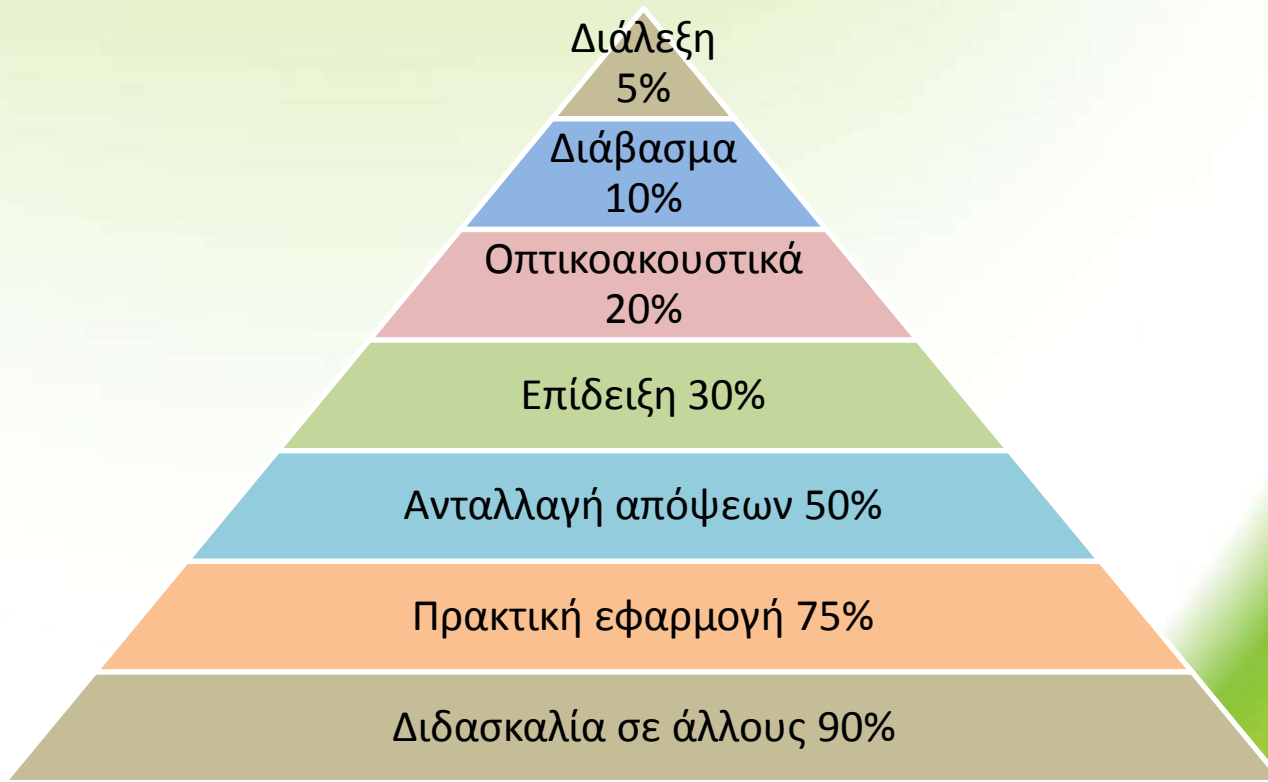 Διάλεξη
5%
Διάβασμα
10%
Οπτικοακουστικά
20%
Επίδειξη 30%
Ανταλλαγή απόψεων 50%
Πρακτική εφαρμογή 75%
Διδασκαλία σε άλλους 90%